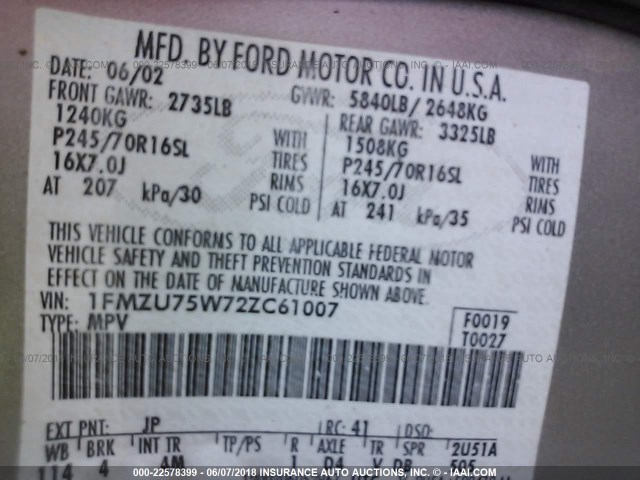 MFD. BY FORD MOTOR CO. IN U.S.A.
DATE: 06/02 GVWR: 5840LB/ 2648KG
FRONT GAWR: 2735LB REAR GAWR: 3325LB
1240KG WITH 1508KG WITH
P245/70R16SL TIRES P245/70R16SL TIRES
16X7.0J RIMS 16X7.0J RIMS
AT 207 kPa/30 PSI COLD AT 241 kPa/35 PSI COLD
THIS VEHICLE CONFORMS TO ALL APPLICABLE FEDERAL MOTOR
VEHICLE SAFETY AND THEFT PREVENTION STANDARDS IN
EFFECT ON THE DATE OF MANUFACTURE SHOWN ABOVE.
VIN: 1FMZU75W72ZC61007 F0019
TYPE: MPV T0027
EXT PNT: JP RC: 41 DSO:
WB BRK INT TR TP/PS R AXLE TR SPR 2U51A
114 4 AM 1 D4 V DB 505
000-22578399 - 06/07/2018 - INSURANCE AUTO AUCTIONS - © - IAAI.COM